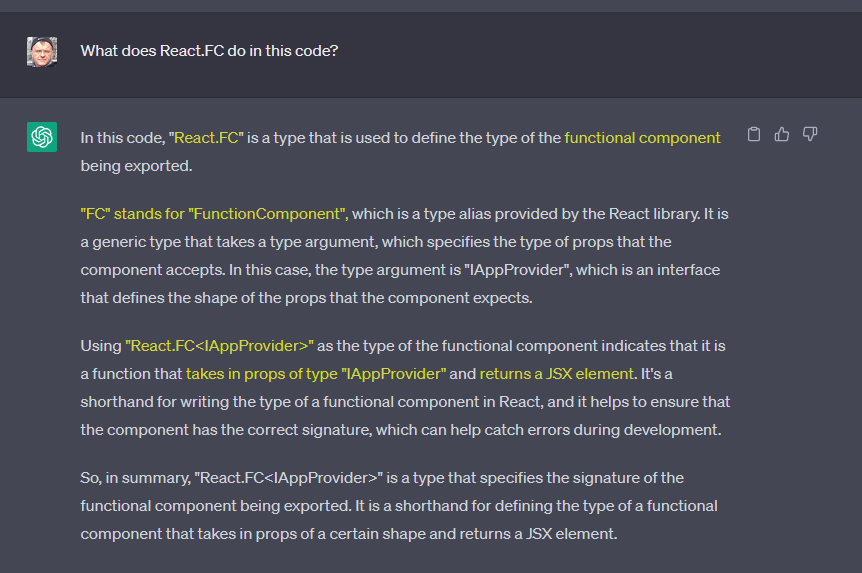 What does React.FC do in this code?
In this code, "React.FC" is a type that is used to define the type of the functional component
being exported.
"FC" stands for "FunctionComponent", which is a type alias provided by the React library. It is
a generic type that takes a type argument, which specifies the type of props that the
component accepts. In this case, the type argument is "IAppProvider", which is an interface
that defines the shape of the props that the component expects.
Using "React.FC<IAppProvider>" as the type of the functional component indicates that it is
a function that takes in props of type "IAppProvider" and returns a JSX element. It's a
shorthand for writing the type of a functional component in React, and it helps to ensure that
the component has the correct signature, which can help catch errors during development.
So, in summary, "React.FC<IAppProvider>" is a type that specifies the signature of the
functional component being exported. It is a shorthand for defining the type of a functional
component that takes in props of a certain shape and returns a JSX element.